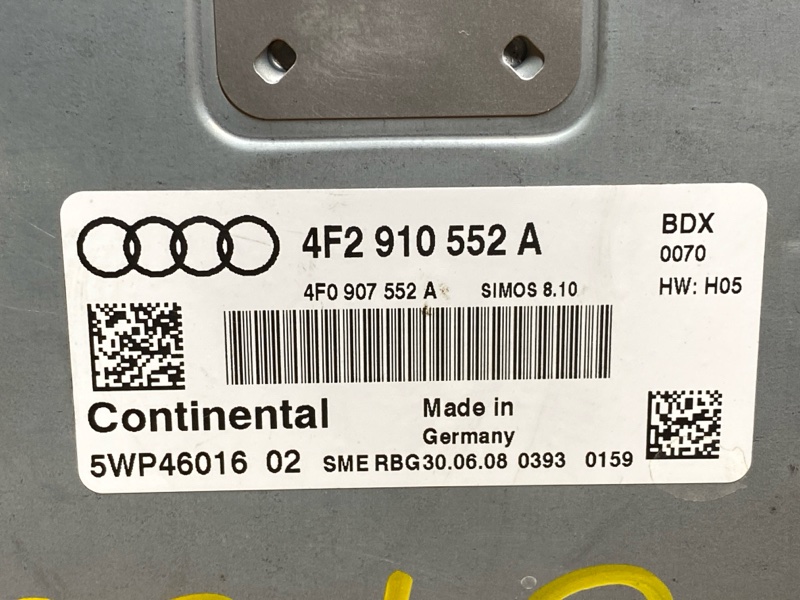 4F2 910 552 A
BDX
0070
4F0 907 552 A SIMOS 8.10
HW: H05
Continental
Made in
Germany
5WP46016 02 SME RBG30.06.08 0393 0159